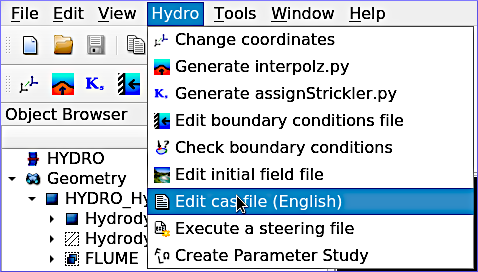 File Edit View Hydro Tools Window Help
Change coordinates
Generate interpolz.py
Generate assignStrickler.py
Edit boundary conditions file
Check boundary conditions
Edit initial field file
Edit cas file (English)
Execute a steering file
Create Parameter Study
Ks
Object Browser
HYDRO
Geometry
HYDRO_Hy
Hydrody
Hydrody
FLUME